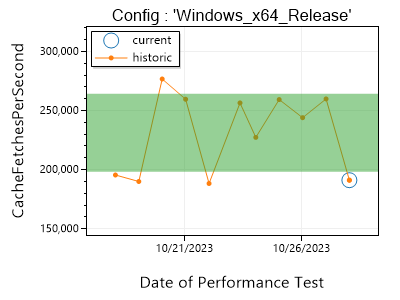 Config : 'Windows_x64_Release'
current
historic
300,000
250,000
200,000
150,000
CacheFetchesPerSecond
10/21/2023
10/26/2023
Date of Performance Test